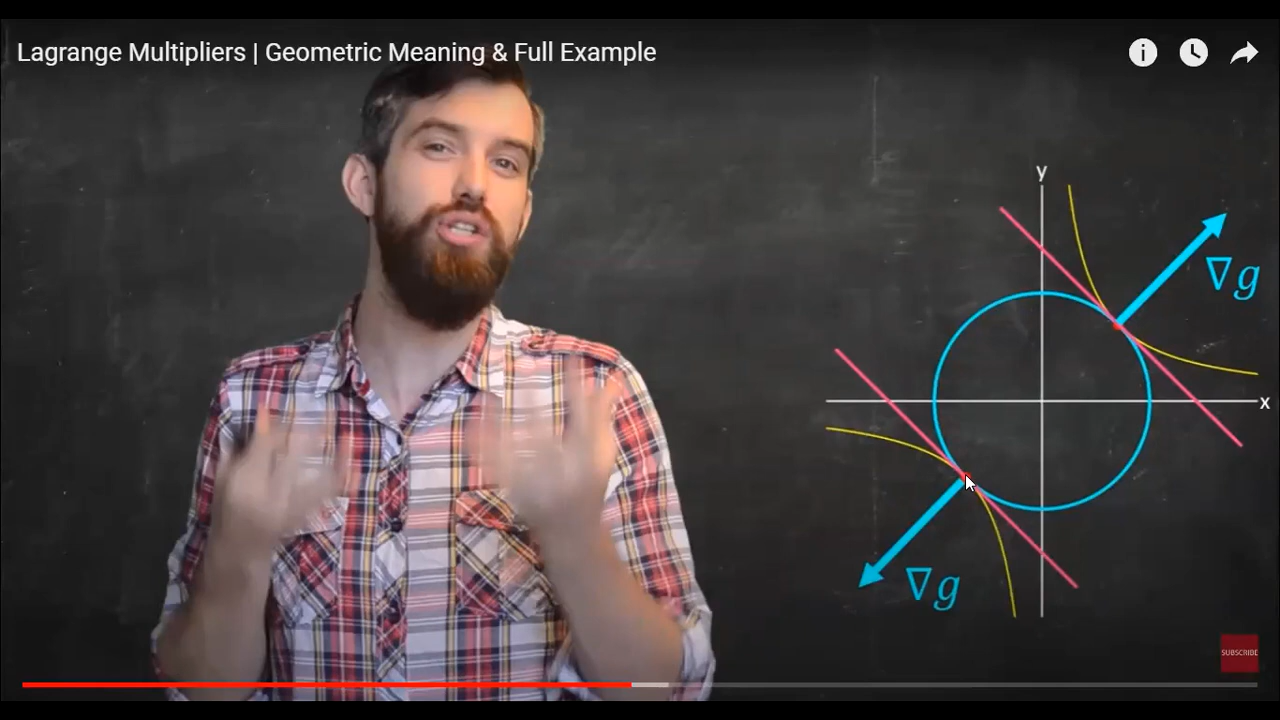 Lagrange Multipliers | Geometric Meaning & Full Example
y
∇g
x
∇g
SUBSCRIBE